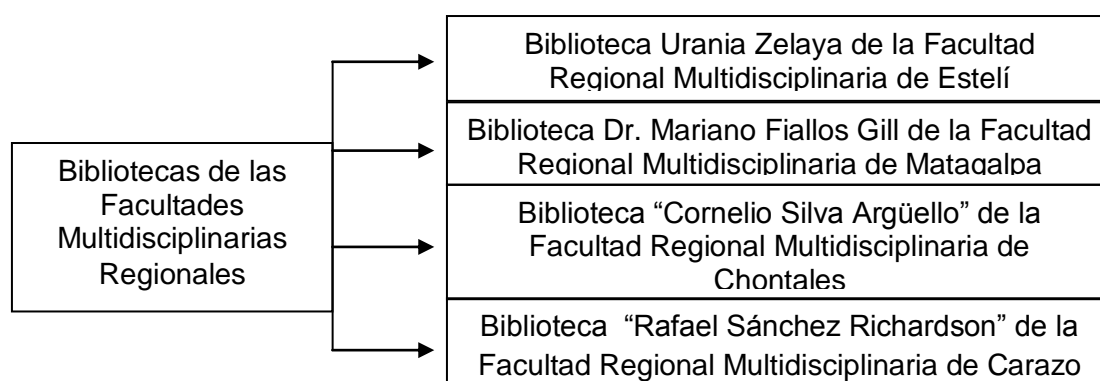 Bibliotecas de las
Facultades
Multidisciplinarias
Regionales
Biblioteca Urania Zelaya de la Facultad
Regional Multidisciplinaria de Estelí
Biblioteca Dr. Mariano Fiallos Gill de la Facultad
Regional Multidisciplinaria de Matagalpa
Biblioteca “Cornelio Silva Argüello” de la
Facultad Regional Multidisciplinaria de
Chontales
Biblioteca “Rafael Sánchez Richardson” de la
Facultad Regional Multidisciplinaria de Carazo